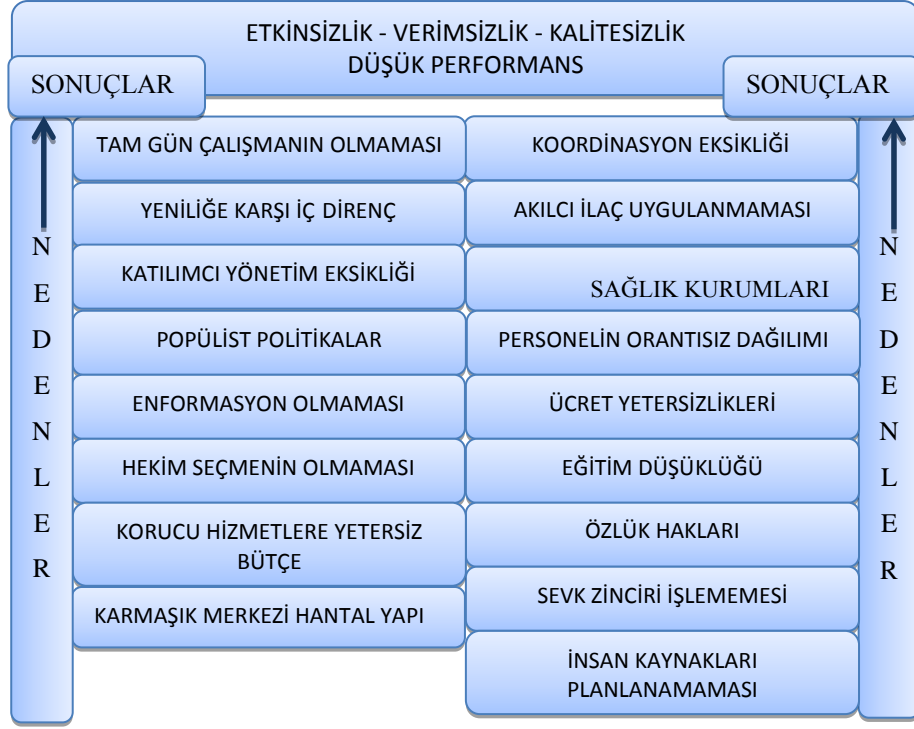 ETKİNSİZLİK - VERİMSİZLİK - KALİTESİZLİK
DÜŞÜK PERFORMANS
SONUÇLAR
SONUÇLAR
N
E
D
E
N
L
E
R
TAM GÜN ÇALIŞMANIN OLMAMASI
YENİLİĞE KARŞI İÇ DİRENÇ
KATILIMCI YÖNETİM EKSİKLİĞİ
POPÜLİST POLİTİKALAR
ENFORMASYON OLMAMASI
HEKİM SEÇMENİN OLMAMASI
KORUCU HİZMETLERE YETERSİZ
BÜTÇE
KARMAŞIK MERKEZİ HANTAL YAPI
KOORDİNASYON EKSİKLİĞİ
AKILCI İLAÇ UYGULANMAMASI
SAĞLIK KURUMLARI
PERSONELİN ORANTISIZ DAĞILIMI
ÜCRET YETERSİZLİKLERİ
EĞİTİM DÜŞÜKLÜĞÜ
ÖZLÜK HAKLARI
SEVK ZİNCİRİ İŞLEMEMESİ
İNSAN KAYNAKLARI
PLANLANAMAMASI
N
E
D
E
N
L
E
R